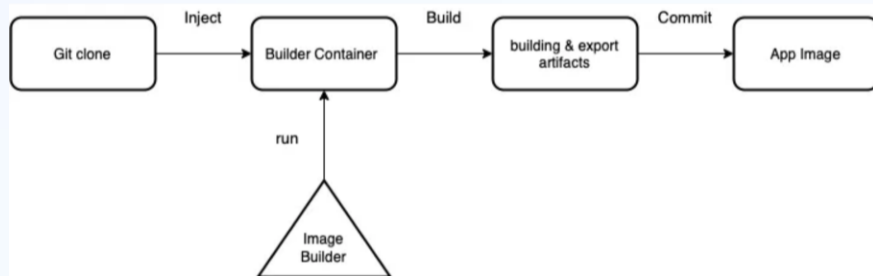 Inject
Build
Commit
Git clone
Builder Container
building & export
artifacts
App Image
run
Image
Builder